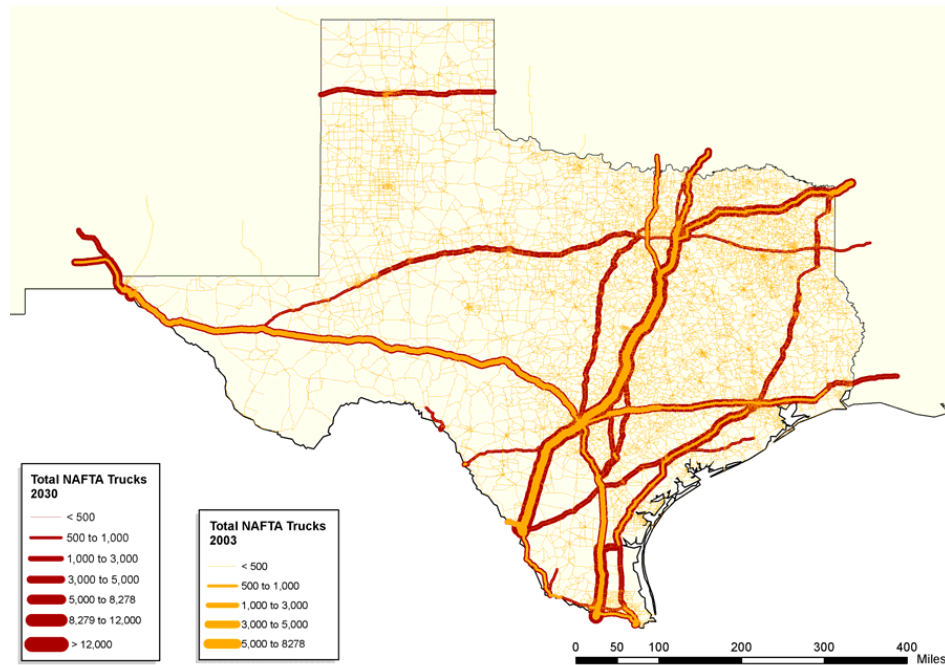 Total NAFTA Trucks
2030
< 500
500 to 1,000
1,000 to 3,000
3,000 to 5,000
5,000 to 8,278
8,279 to 12,000
> 12,000
Total NAFTA Trucks
2003
< 500
500 to 1,000
1,000 to 3,000
3,000 to 5,000
5,000 to 8278
0 50 100 200 300 400
Miles